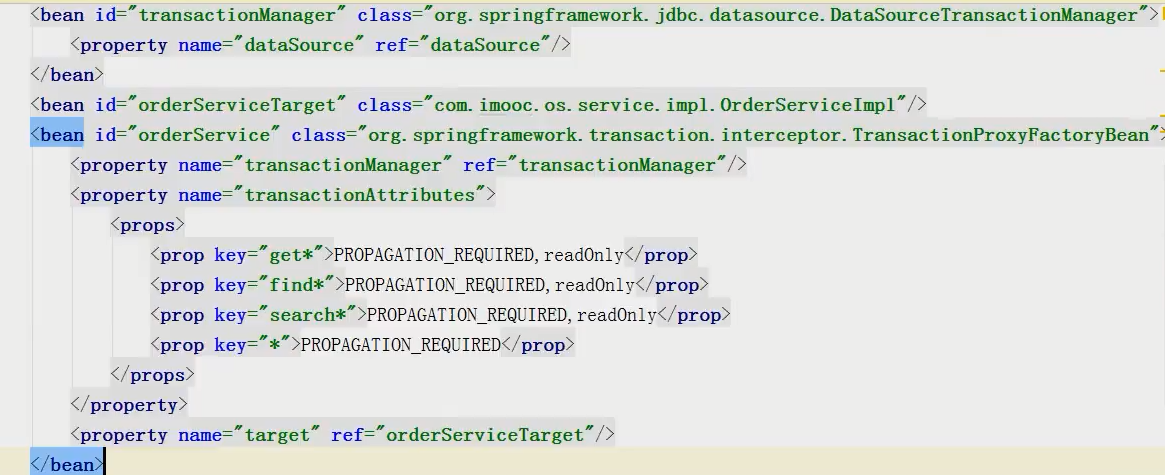 <bean id="transactionManager" class="org.springframework.jdbc.datasource.DataSourceTransactionManager">
<property name="dataSource" ref="dataSource"/>
</bean>
<bean id="orderServiceTarget" class="com.imooc.os.service.impl.OrderServiceImpl"/>
<bean id="orderService" class="org.springframework.transaction.interceptor.TransactionProxyFactoryBean">
<property name="transactionManager" ref="transactionManager"/>
<property name="transactionAttributes">
<props>
<prop key="get*">PROPAGATION_REQUIRED,readOnly</prop>
<prop key="find*">PROPAGATION_REQUIRED,readOnly</prop>
<prop key="search*">PROPAGATION_REQUIRED,readOnly</prop>
<prop key="*">PROPAGATION_REQUIRED</prop>
</props>
</property>
<property name="target" ref="orderServiceTarget"/>
</bean>